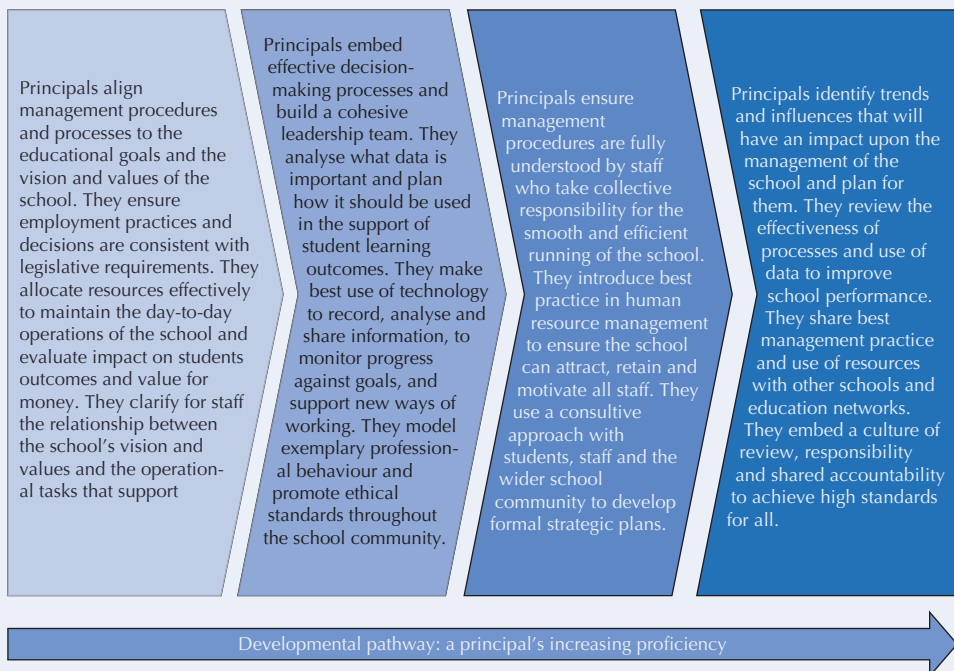 Principals align
management procedures
and processes to the
educational goals and the
vision and values of the
school. They ensure
employment practices and
decisions are consistent with
legislative requirements. They
allocate resources effectively
to maintain the day-to-day
operations of the school and
evaluate impact on students
outcomes and value for
money. They clarify for staff
the relationship between
the school's vision and
values and the operation-
al tasks that support
Principals embed
effective decision-
making processes and
build a cohesive
leadership team. They
analyse what data is
important and plan
how it should be used
in the support of
student learning
outcomes. They make
best use of technology
to record, analyse and
share information, to
monitor progress
against goals, and
support new ways of
working. They model
exemplary profession-
al behaviour and
promote ethical
standards throughout
the school community.
Principals ensure
management
procedures are fully
understood by staff
who take collective
responsibility for the
smooth and efficient
running of the school.
They introduce best
practice in human
resource management
to ensure the school
can attract, retain and
motivate all staff. They
use a consultive
approach with
students, staff and the
wider school
community to develop
formal strategic plans.
Principals identify trends
and influences that will
have an impact upon the
management of the
school and plan for
them. They review the
effectiveness of
processes and use of
data to improve
school performance.
They share best
management practice
and use of resources
with other schools and
education networks.
They embed a culture of
review, responsibility
and shared accountability
to achieve high standards
for all.
Developmental pathway: a principal's increasing proficiency